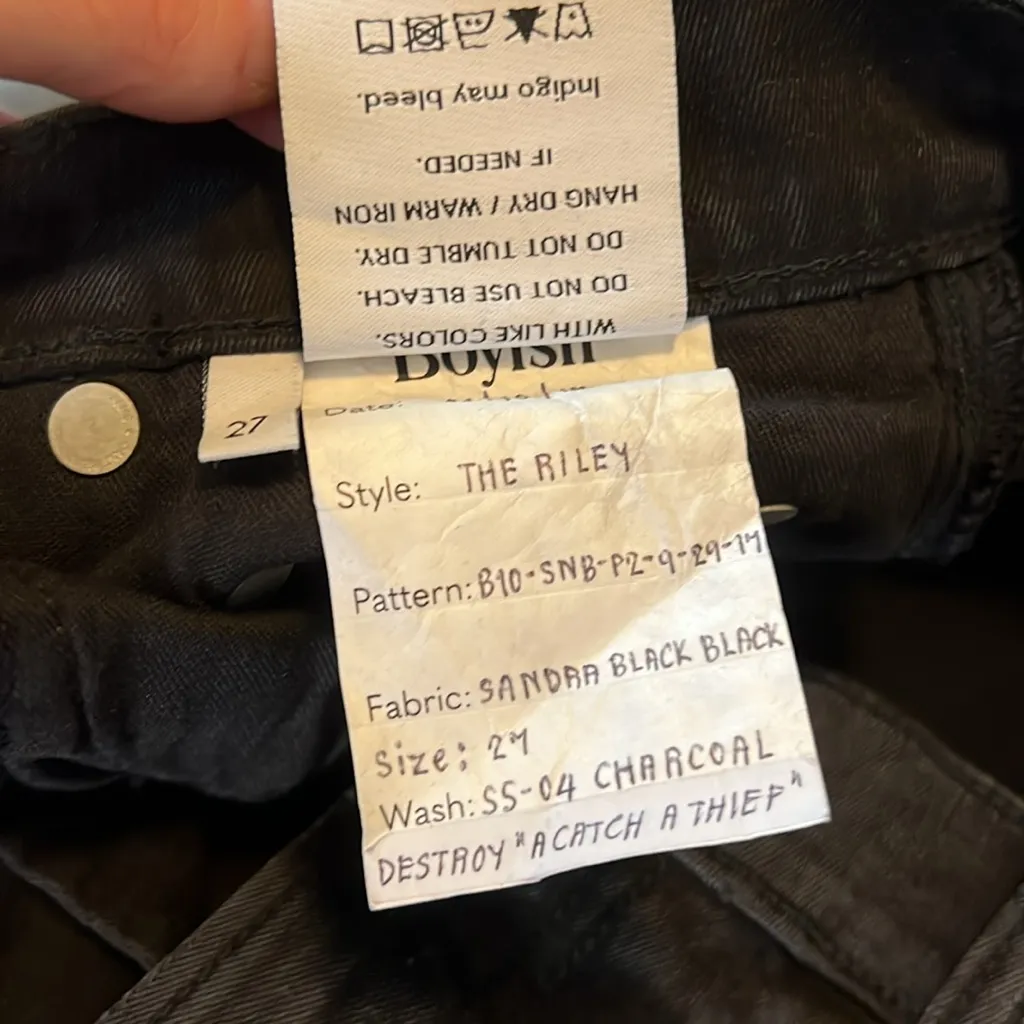 WITH LIKE COLORS.
DO NOT USE BLEACH.
DO NOT TUMBLE DRY.
HANG DRY / WARM IRON
IF NEEDED.
Indigo may bleed.
Boyish
27
Date:
Style: THE RILEY
Pattern: B10-SNB-P2-9-29-17
Fabric: SANDRA BLACK BLACK
Size: 27
Wash: SS-04 CHARCOAL
DESTROY "A CATCH A THIEF"